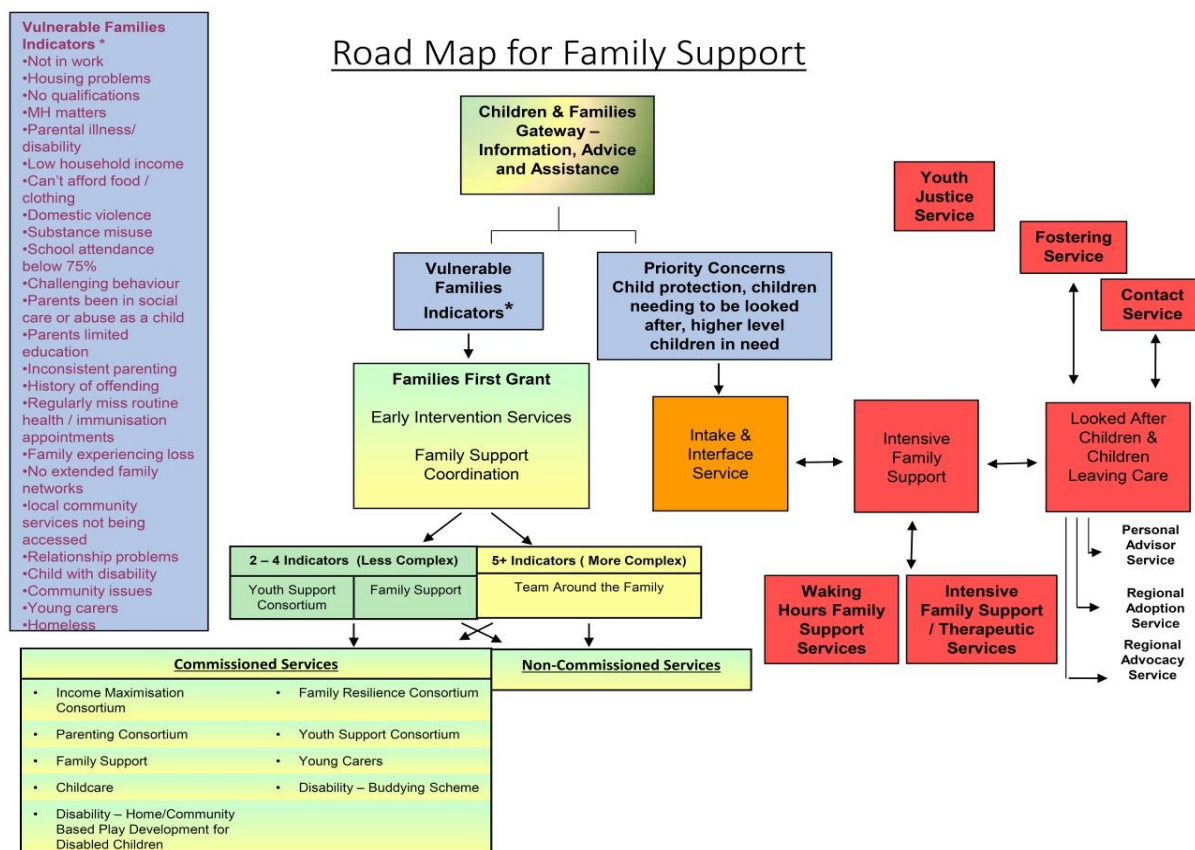 Vulnerable Families
Indicators *
•Not in work
•Housing problems
•No qualifications
•MH matters
•Parental illness/
disability
•Low household income
•Can't afford food /
clothing
•Domestic violence
•Substance misuse
•School attendance
below 75%
•Challenging behaviour
•Parents been in social
care or abuse as a child
•Parents limited
education
•Inconsistent parenting
•History of offending
•Regularly miss routine
health / immunisation
appointments
•Family experiencing loss
•No extended family
networks
•local community
services not being
accessed
•Relationship problems
•Child with disability
•Community issues
•Young carers
•Homeless
Road Map for Family Support
Children & Families
Gateway –
Information, Advice
and Assistance
Vulnerable
Families
Indicators*
Priority Concerns
Child protection, children
needing to be looked
after, higher level
children in need
Youth
Justice
Service
Fostering
Service
Contact
Service
Families First Grant
Early Intervention Services
Family Support
Coordination
Intake &
Interface
Service
Intensive
Family
Support
Looked After
Children &
Children
Leaving Care
Personal
Advisor
Service
Regional
Adoption
Service
Regional
Advocacy
Service
2 – 4 Indicators (Less Complex)
Youth Support
Consortium
Family Support
5+ Indicators ( More Complex)
Team Around the Family
Waking
Hours Family
Support
Services
Intensive
Family Support
/ Therapeutic
Services
Commissioned Services
• Income Maximisation
Consortium
• Family Resilience Consortium
• Parenting Consortium
• Youth Support Consortium
• Family Support
• Young Carers
• Childcare
• Disability – Buddying Scheme
• Disability – Home/Community
Based Play Development for
Disabled Children
Non-Commissioned Services